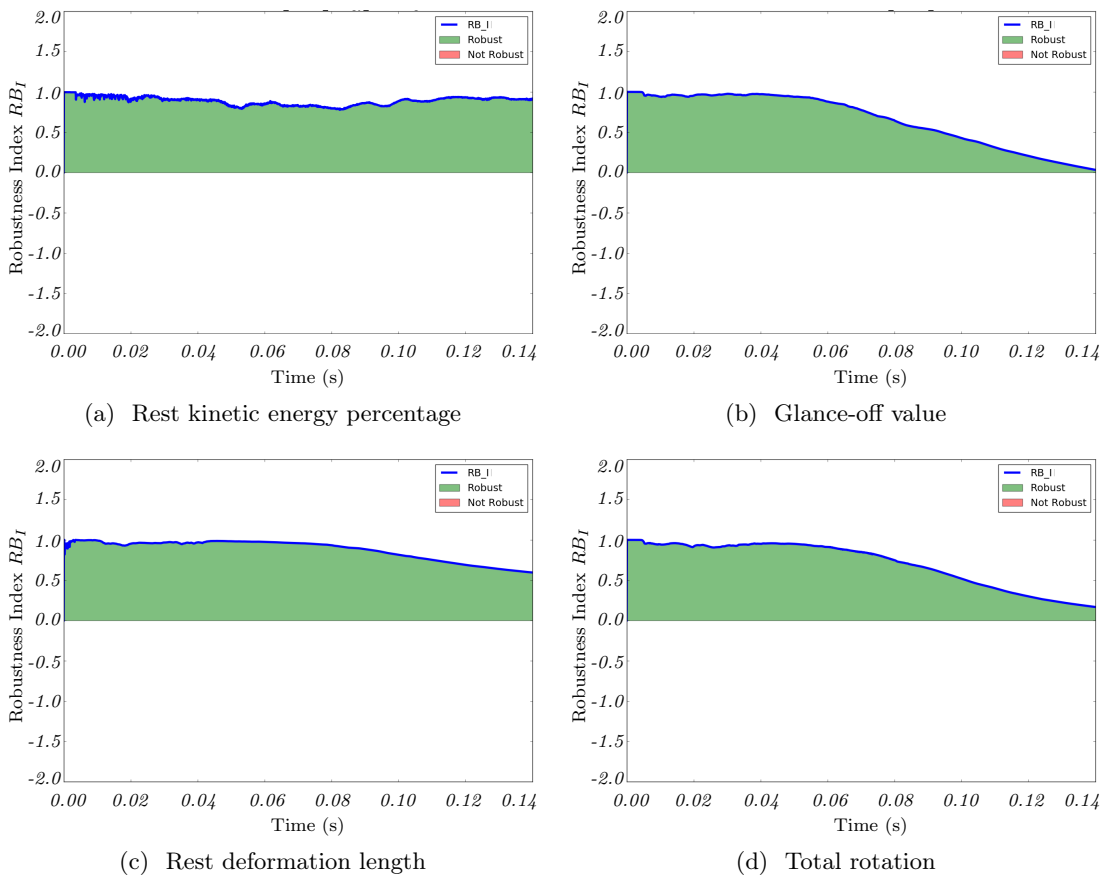 2.0
1.5
1.0
0.5
0.0
-0.5
-1.0
-1.5
-2.0
Robustness Index RB_I
RB_I
Robust
Not Robust
0.00 0.02 0.04 0.06 0.08 0.10 0.12 0.14
Time (s)
(a) Rest kinetic energy percentage
2.0
1.5
1.0
0.5
0.0
-0.5
-1.0
-1.5
-2.0
Robustness Index RB_I
RB_I
Robust
Not Robust
0.00 0.02 0.04 0.06 0.08 0.10 0.12 0.14
Time (s)
(b) Glance-off value
2.0
1.5
1.0
0.5
0.0
-0.5
-1.0
-1.5
-2.0
Robustness Index RB_I
RB_I
Robust
Not Robust
0.00 0.02 0.04 0.06 0.08 0.10 0.12 0.14
Time (s)
(c) Rest deformation length
2.0
1.5
1.0
0.5
0.0
-0.5
-1.0
-1.5
-2.0
Robustness Index RB_I
RB_I
Robust
Not Robust
0.00 0.02 0.04 0.06 0.08 0.10 0.12 0.14
Time (s)
(d) Total rotation